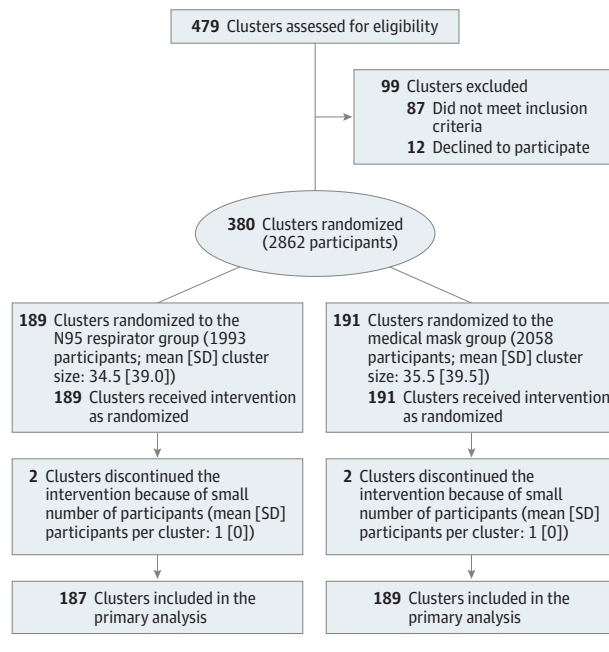 479 Clusters assessed for eligibility
99 Clusters excluded
87 Did not meet inclusion
criteria
12 Declined to participate
380 Clusters randomized
(2862 participants)
189 Clusters randomized to the
N95 respirator group (1993
participants; mean [SD] cluster
size: 34.5 [39.0])
189 Clusters received intervention
as randomized
191 Clusters randomized to the
medical mask group (2058
participants; mean [SD] cluster
size: 35.5 [39.5])
191 Clusters received intervention
as randomized
2 Clusters discontinued the
intervention because of small
number of participants (mean [SD]
participants per cluster: 1 [0])
2 Clusters discontinued the
intervention because of small
number of participants (mean [SD]
participants per cluster: 1 [0])
187 Clusters included in the
primary analysis
189 Clusters included in the
primary analysis